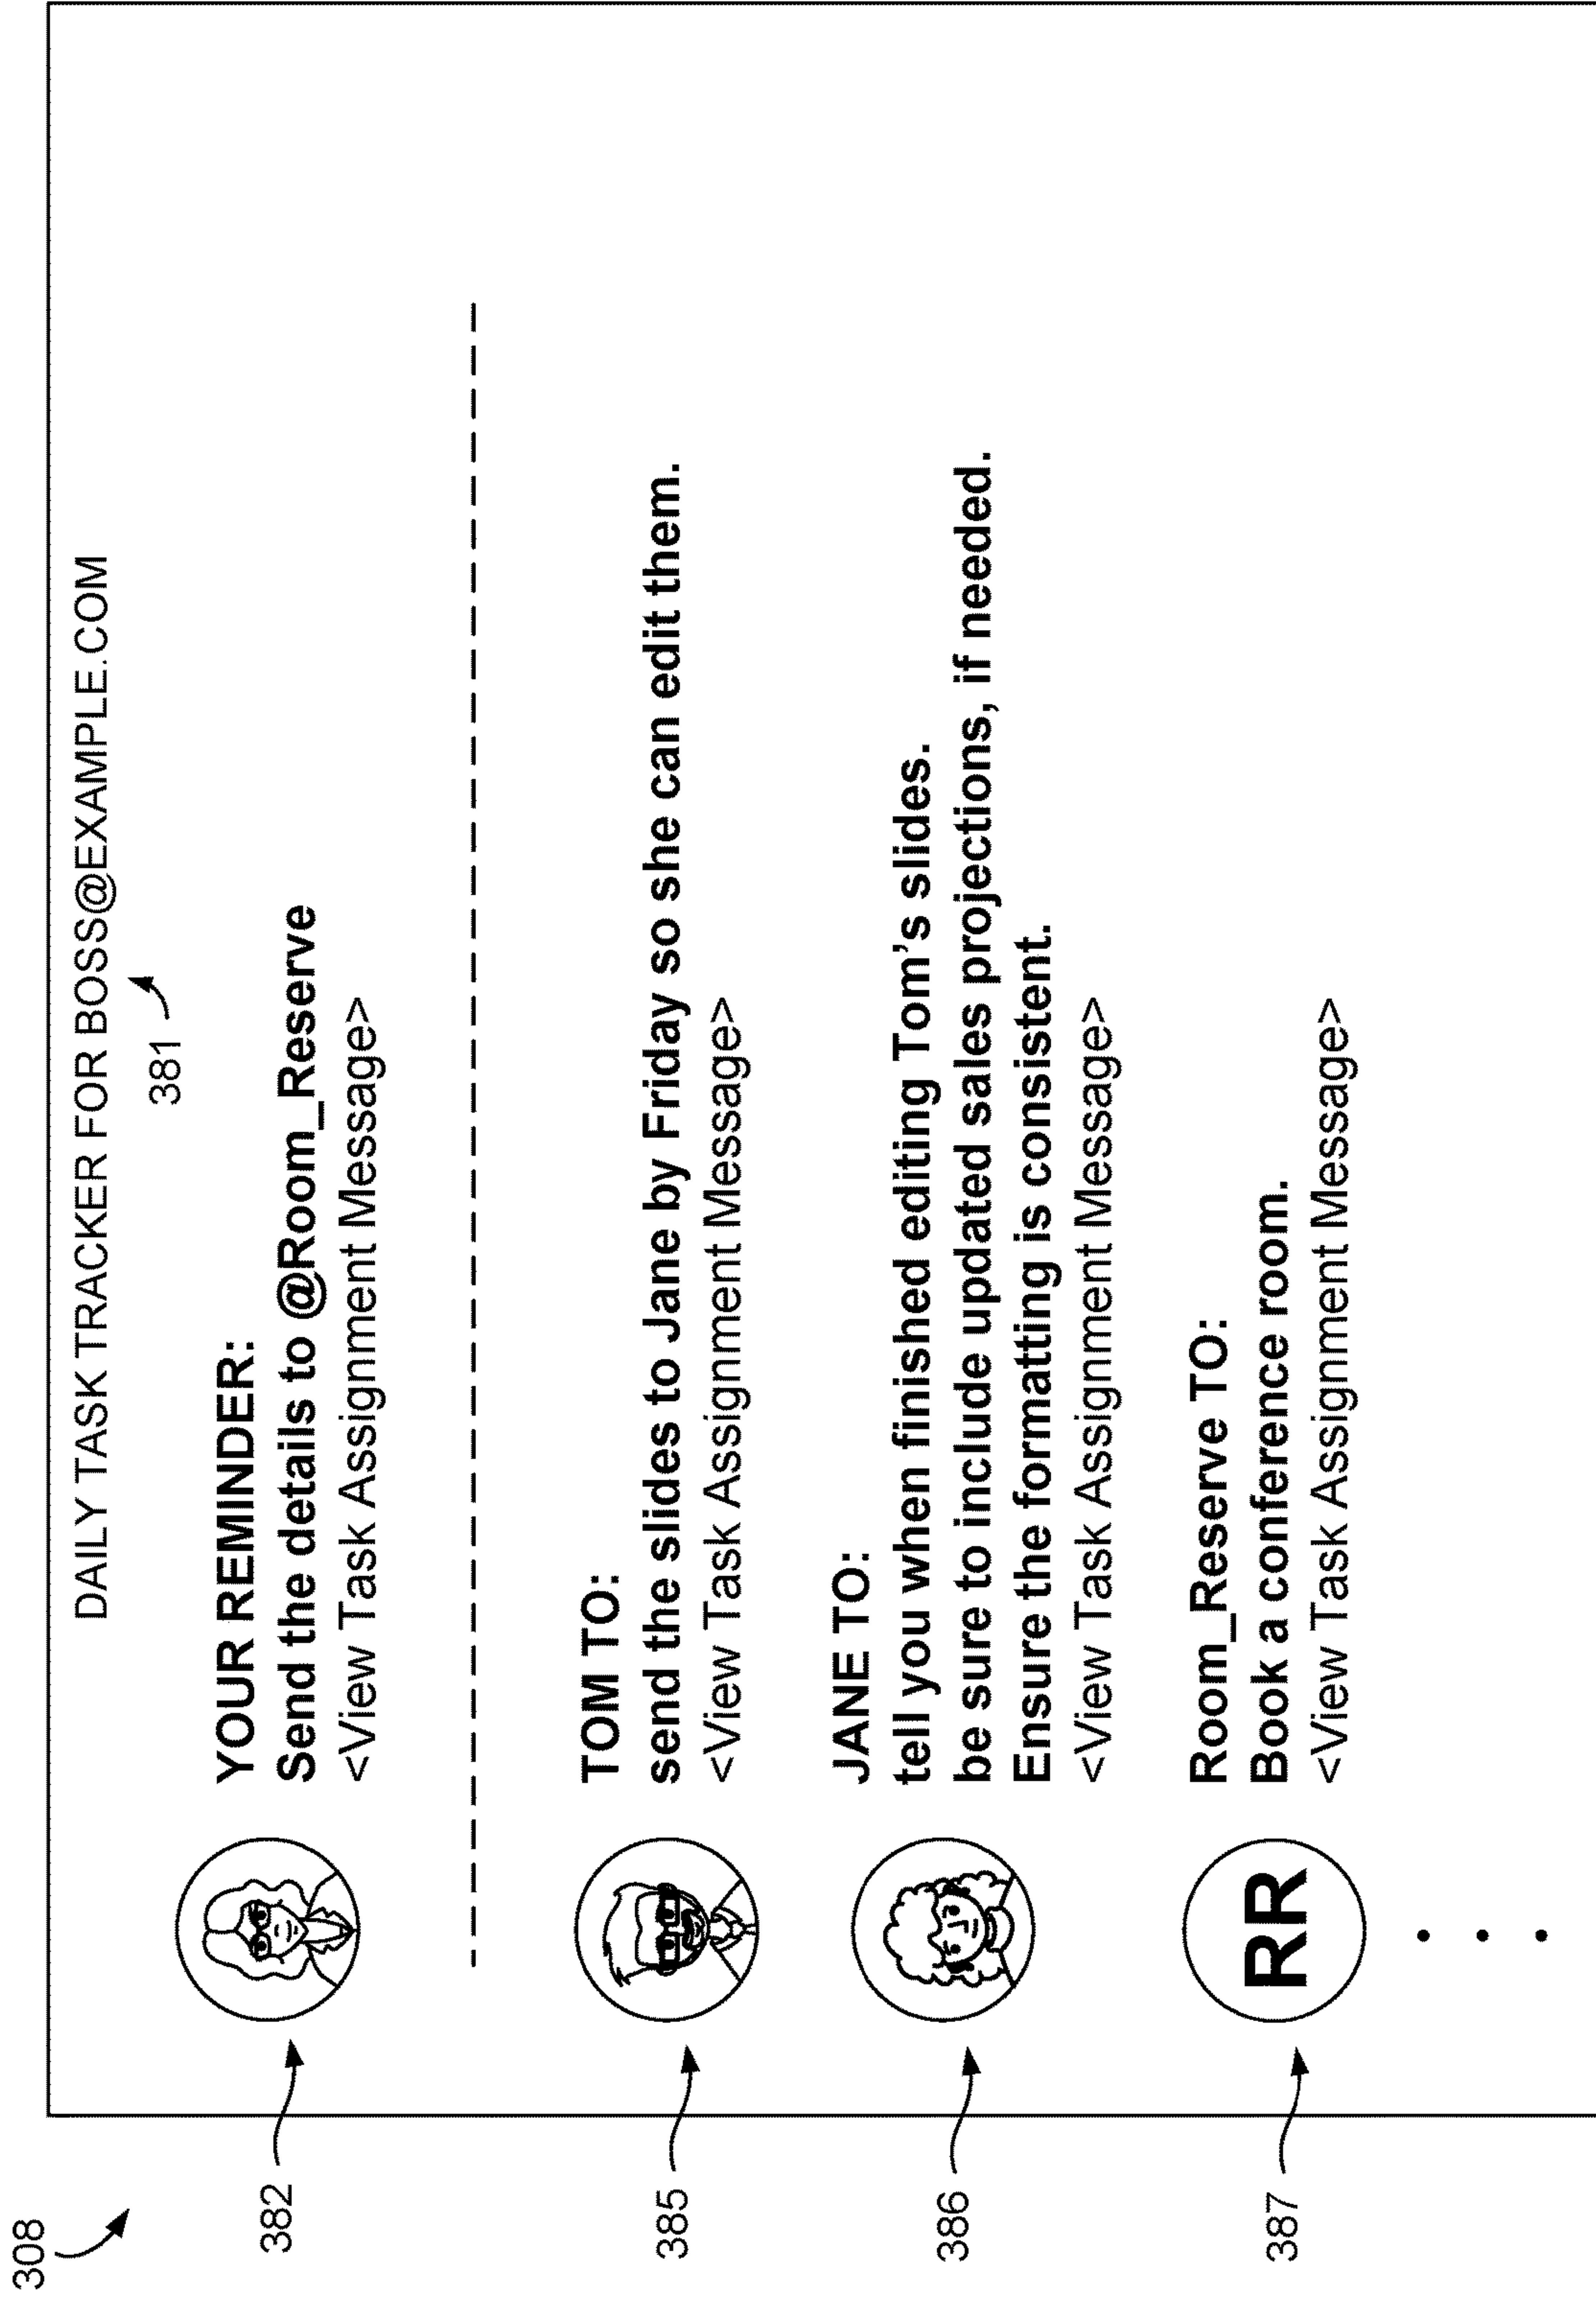 308
DAILY TASK TRACKER FOR BOSS@EXAMPLE.COM
381
382
YOUR REMINDER:
Send the details to @Room_Reserve
<View Task Assignment Message>
385
TOM TO:
send the slides to Jane by Friday so she can edit them.
<View Task Assignment Message>
386
JANE TO:
tell you when finished editing Tom's slides.
be sure to include updated sales projections, if needed.
Ensure the formatting is consistent.
<View Task Assignment Message>
387
RR
Room_Reserve TO:
Book a conference room.
<View Task Assignment Message>